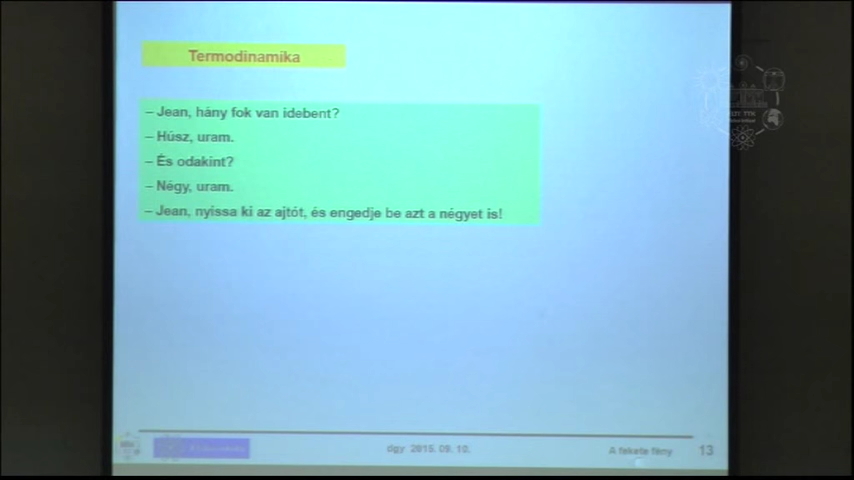 Termodinamika
– Jean, hány fok van idebent?
– Húsz, uram.
– És odakint?
– Négy, uram.
– Jean, nyissa ki az ajtót, és engedje be azt a négyet is!
dgy 2015. 09. 10.
A fekete fény
13